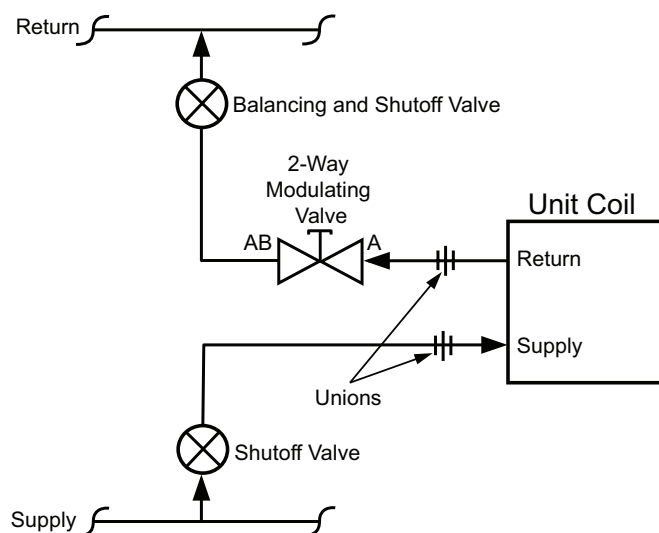 Return
Balancing and Shutoff Valve
2-Way
Modulating
Valve
Unit Coil
AB
A
Return
Supply
Unions
Shutoff Valve
Supply